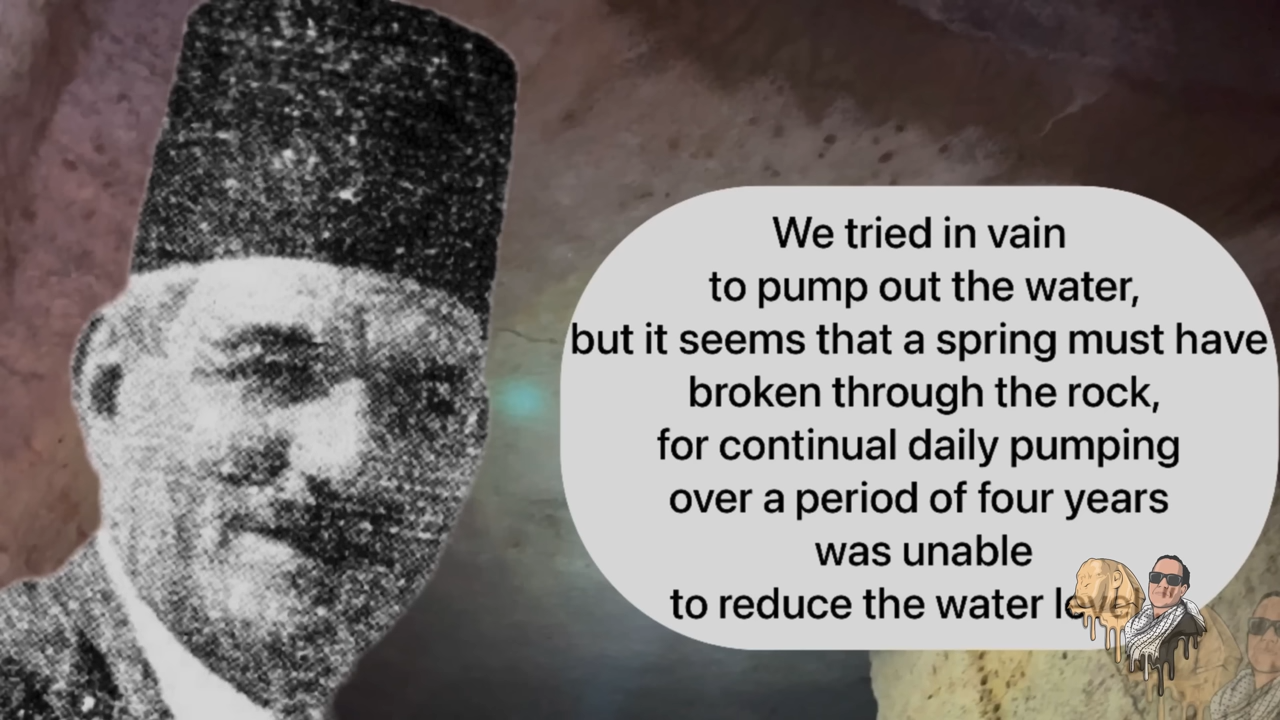 We tried in vain
to pump out the water,
but it seems that a spring must have
broken through the rock,
for continual daily pumping
over a period of four years
was unable
to reduce the water